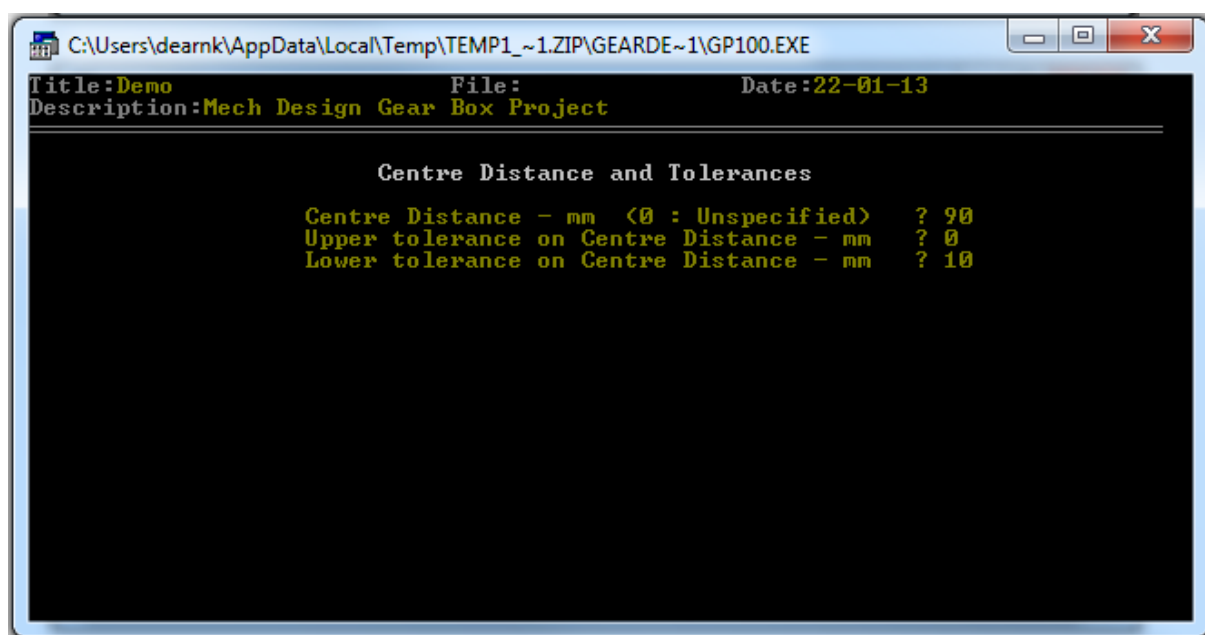 C:\Users\dearnk\AppData\Local\Temp\TEMP1_~1.ZIP\GEARDE~1\GP100.EXE
Title:Demo File: Date:22-01-13
Description:Mech Design Gear Box Project
Centre Distance and Tolerances
Centre Distance - mm (0 : Unspecified) ? 90
Upper tolerance on Centre Distance - mm ? 0
Lower tolerance on Centre Distance - mm ? 10